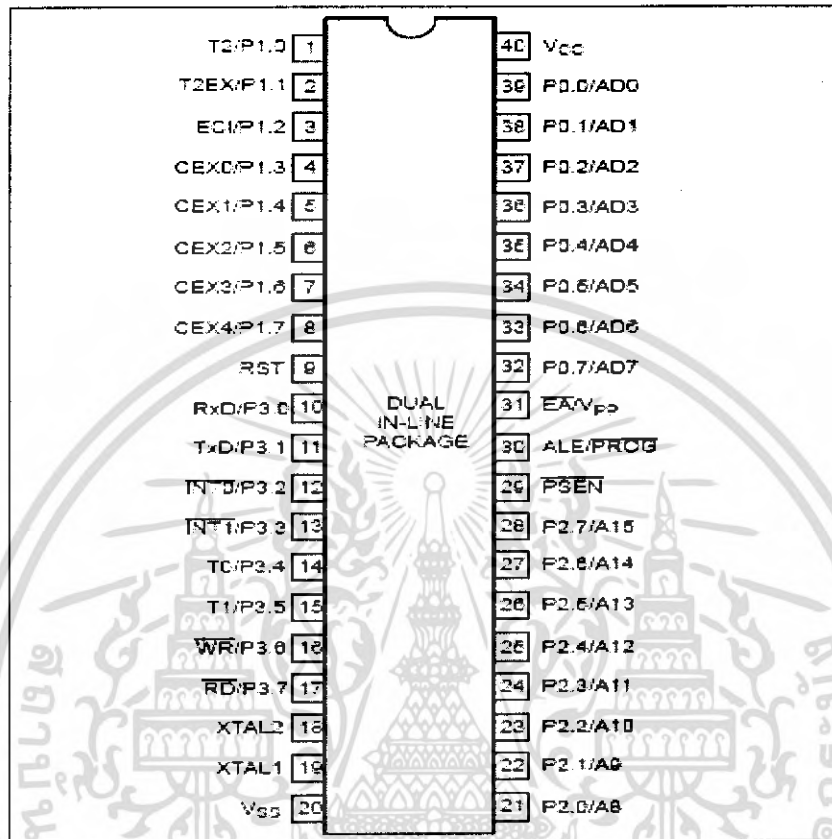 T2/P1.0 1
T2EX/P1.1 2
ECI/P1.2 3
CEX0/P1.3 4
CEX1/P1.4 5
CEX2/P1.5 6
CEX3/P1.6 7
CEX4/P1.7 8
RST 9
RxD/P3.0 10
TxD/P3.1 11
INT0/P3.2 12
INT1/P3.3 13
T0/P3.4 14
T1/P3.5 15
WR/P3.6 16
RD/P3.7 17
XTAL2 18
XTAL1 19
VSS 20
DUAL
IN-LINE
PACKAGE
40 VCC
39 P0.0/AD0
38 P0.1/AD1
37 P0.2/AD2
36 P0.3/AD3
35 P0.4/AD4
34 P0.5/AD5
33 P0.6/AD6
32 P0.7/AD7
31 EA/VPP
30 ALE/PROG
29 PSEN
28 P2.7/A15
27 P2.6/A14
26 P2.5/A13
25 P2.4/A12
24 P2.3/A11
23 P2.2/A10
22 P2.1/A9
21 P2.0/A8